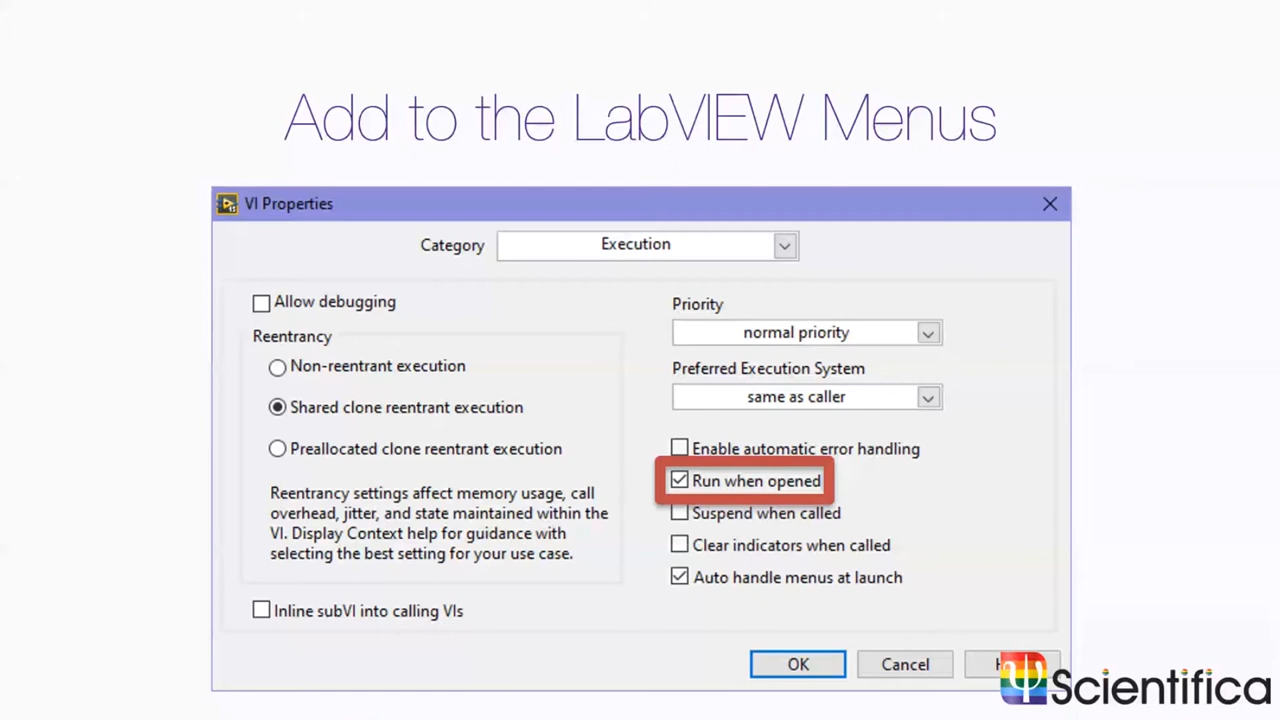 Add to the LabVIEW Menus
VI Properties
Category
Execution
Allow debugging
Reentrancy
Non-reentrant execution
Shared clone reentrant execution
Preallocated clone reentrant execution
Reentrancy settings affect memory usage, call
overhead, jitter, and state maintained within the
VI. Display Context help for guidance with
selecting the best setting for your use case.
Inline subVI into calling VIs
Priority
normal priority
Preferred Execution System
same as caller
Enable automatic error handling
Run when opened
Suspend when called
Clear indicators when called
Auto handle menus at launch
OK
Cancel
Scientifica